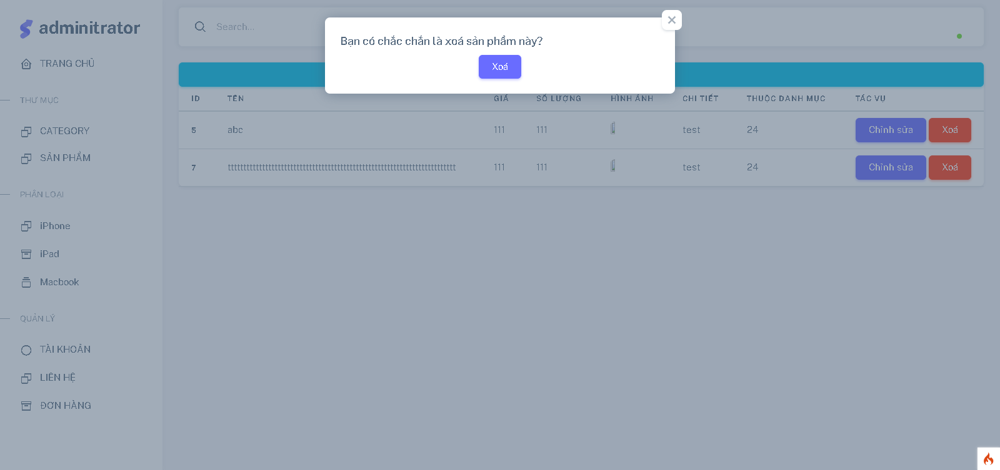 adminitrator
Search...
Bạn có chắc chắn là xoá sản phẩm này?
Xoá
TRANG CHỦ
THƯ MỤC
CATEGORY
SẢN PHẨM
PHÂN LOẠI
iPhone
iPad
Macbook
QUẢN LÝ
TÀI KHOẢN
LIÊN HỆ
ĐƠN HÀNG
ID TÊN GIÁ SỐ LƯỢNG HÌNH ẢNH CHI TIẾT THUỘC DANH MỤC TÁC VỤ
5 abc 111 111 test 24 Chỉnh sửa Xoá
7 ttttttttttttttttttttttttttttttttttttttttttttttttttttttttttttttttttttttttt 111 111 test 24 Chỉnh sửa Xoá